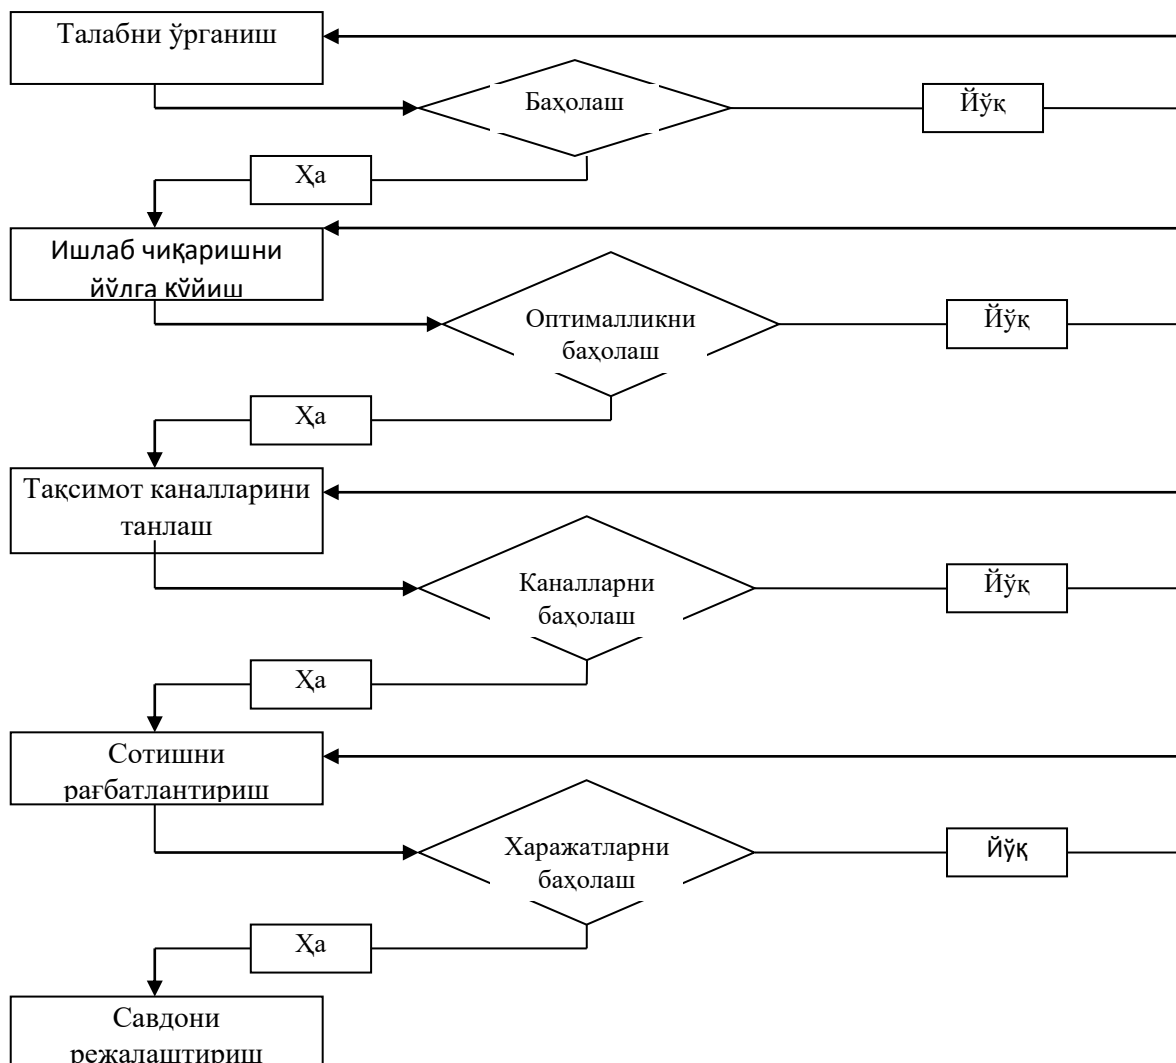 Талабни ўрганиш
Баҳолаш
Йўқ
Ҳа
Ишлаб чиқаришни
йўлга қўйиш
Оптималликни
баҳолаш
Йўқ
Ҳа
Тақсимот каналларини
танлаш
Каналларни
баҳолаш
Йўқ
Ҳа
Сотишни
рағбатлантириш
Харажатларни
баҳолаш
Йўқ
Ҳа
Савдони
режалаштириш